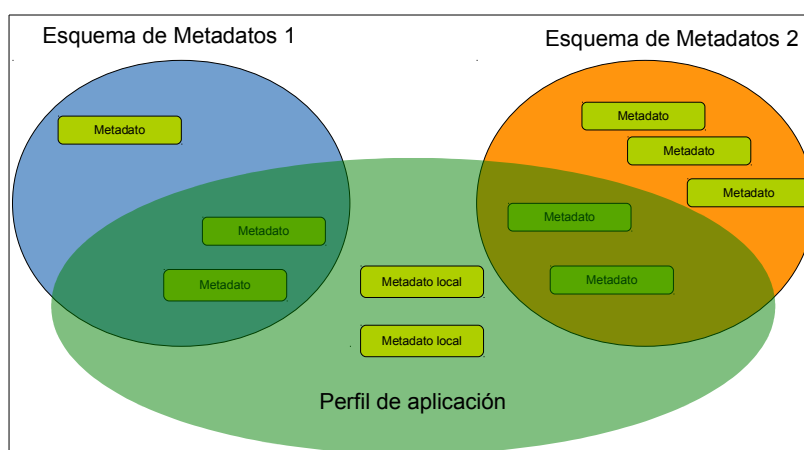 Esquema de Metadatos 1
Esquema de Metadatos 2
Metadato
Metadato
Metadato
Metadato
Metadato
Metadato
Metadato
Metadato
Metadato local
Metadato local
Perfil de aplicación